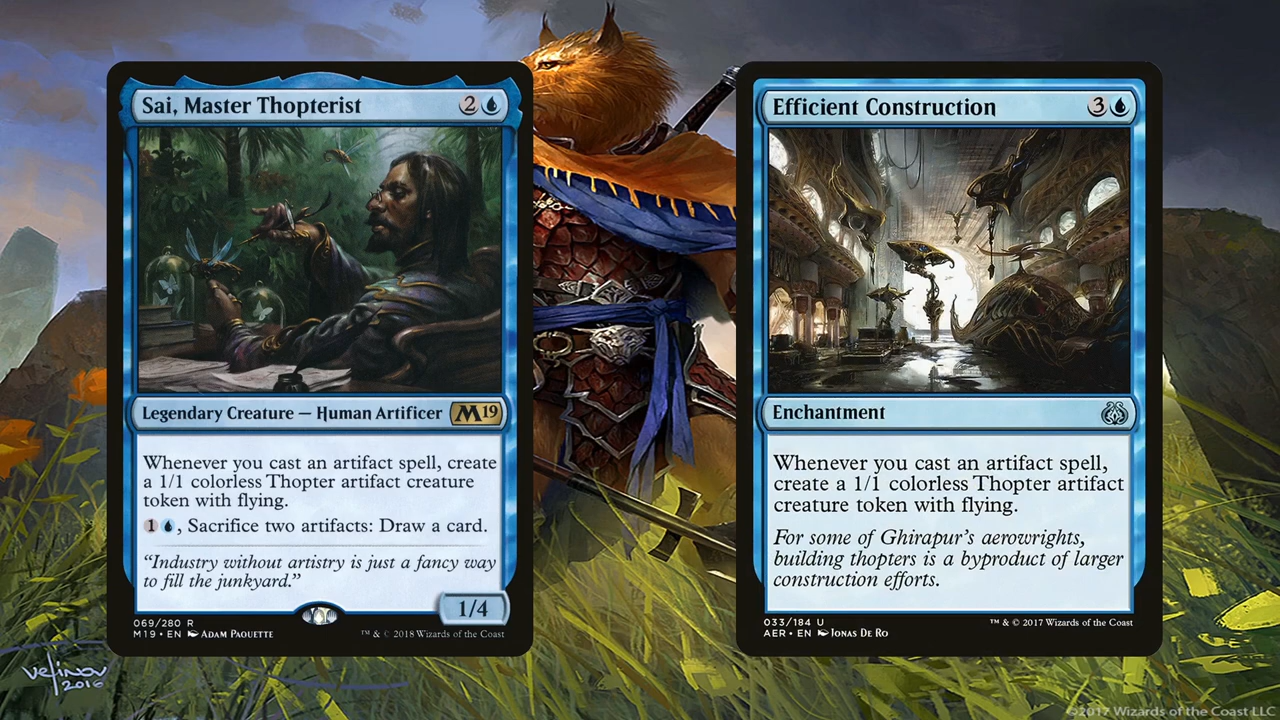 Sai, Master Thopterist 2
Legendary Creature — Human Artificer M19
Whenever you cast an artifact spell, create
a 1/1 colorless Thopter artifact creature
token with flying.
1, Sacrifice two artifacts: Draw a card.
“Industry without artistry is just a fancy way
to fill the junkyard.”
1/4
069/280 R
M19 • EN Adam Paquette
™ & © 2018 Wizards of the Coast
Efficient Construction 3
Enchantment
Whenever you cast an artifact spell,
create a 1/1 colorless Thopter artifact
creature token with flying.
For some of Ghirapur’s aerowrights,
building thopters is a byproduct of larger
construction efforts.
033/184 U
AER • EN Jonas De Ro
™ & © 2017 Wizards of the Coast
Velinov
2016
©2017 Wizards of the Coast LLC